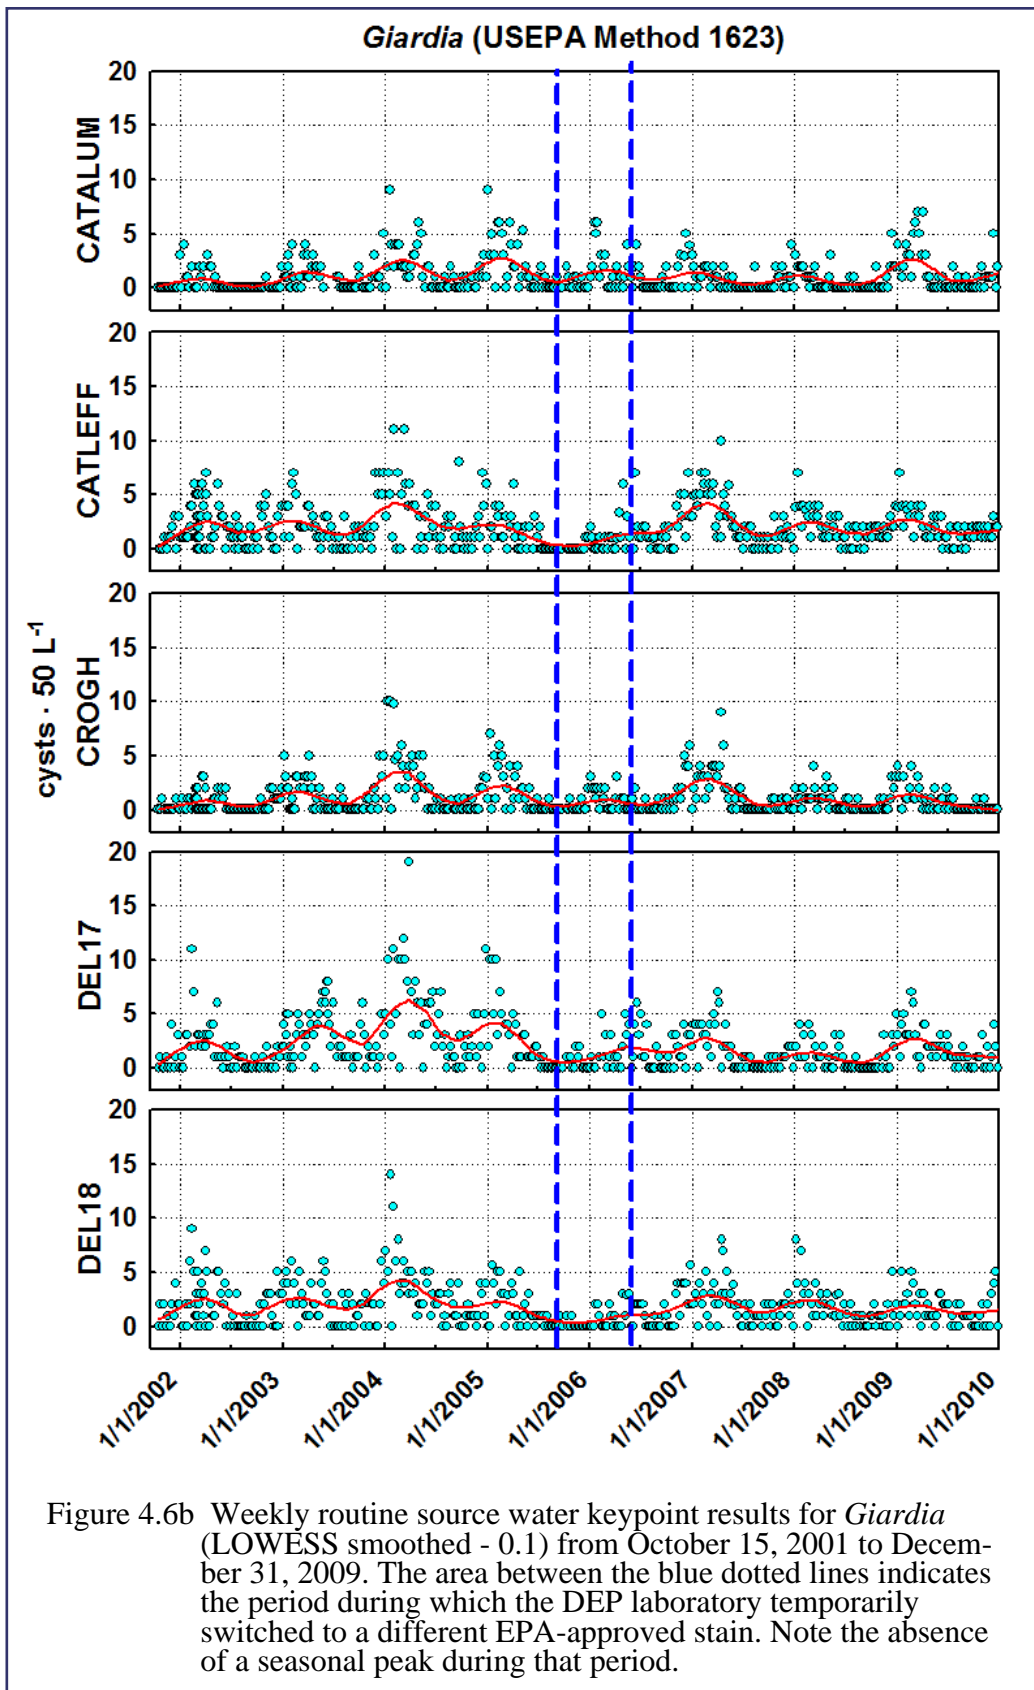 Giardia (USEPA Method 1623)
20
15
10
5
0
CATALUM
20
15
10
5
0
CATLEFF
20
15
10
5
0
CROGH
cysts · 50 L⁻¹
20
15
10
5
0
DEL17
20
15
10
5
0
DEL18
1/1/2002 1/1/2003 1/1/2004 1/1/2005 1/1/2006 1/1/2007 1/1/2008 1/1/2009 1/1/2010
Figure 4.6b Weekly routine source water keypoint results for Giardia
(LOWESS smoothed - 0.1) from October 15, 2001 to Decem-
ber 31, 2009. The area between the blue dotted lines indicates
the period during which the DEP laboratory temporarily
switched to a different EPA-approved stain. Note the absence
of a seasonal peak during that period.